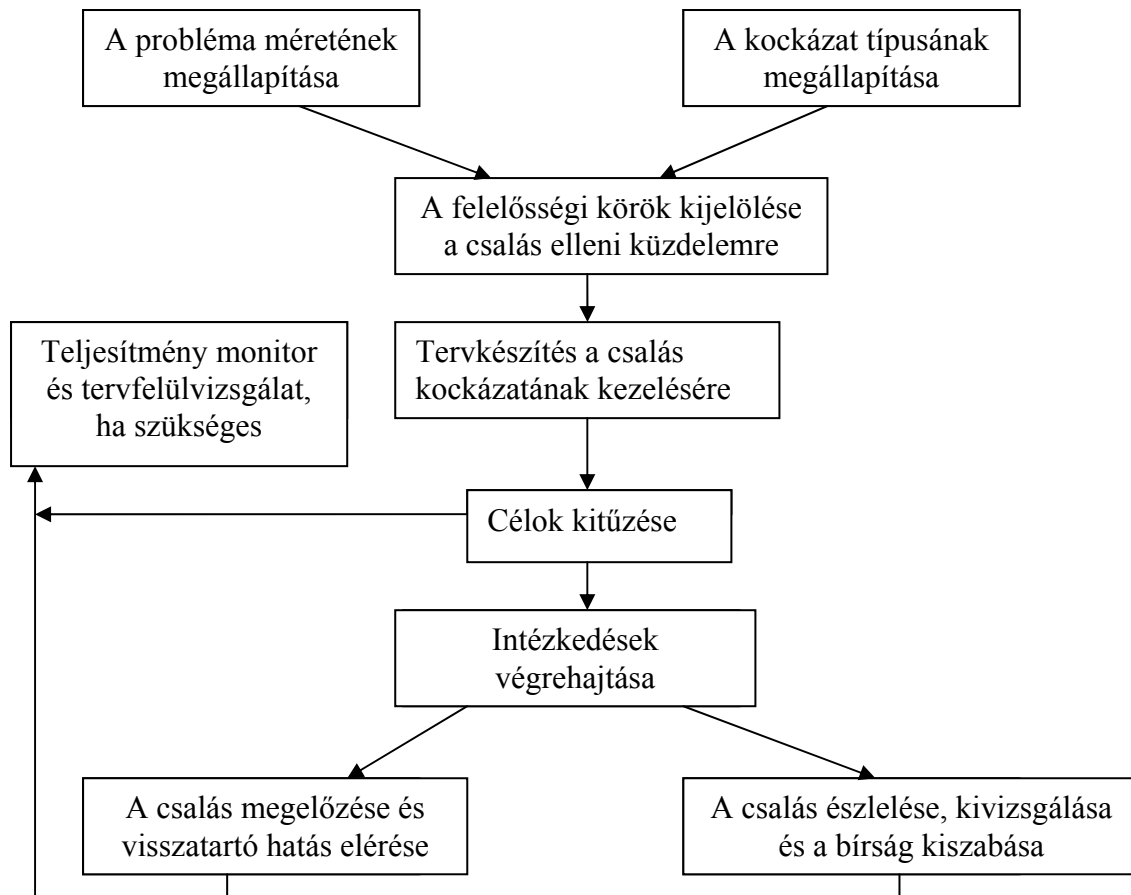 A probléma méretének
megállapítása
A kockázat típusának
megállapítása
A felelősségi körök kijelölése
a csalás elleni küzdelemre
Teljesítmény monitor
és tervfelülvizsgálat,
ha szükséges
Tervkészítés a csalás
kockázatának kezelésére
Célok kitűzése
Intézkedések
végrehajtása
A csalás megelőzése és
visszatartó hatás elérése
A csalás észlelése, kivizsgálása
és a bírság kiszabása